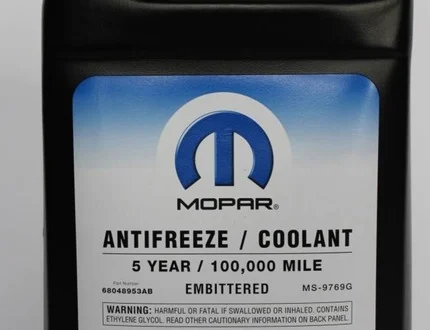 MOPAR®
ANTIFREEZE / COOLANT
5 YEAR / 100,000 MILE
Part Number
68048953AB EMBITTERED MS-9769G
WARNING: HARMFUL OR FATAL IF SWALLOWED OR INHALED. CONTAINS
ETHYLENE GLYCOL. READ OTHER CAUTIONARY INFORMATION ON BACK PANEL.